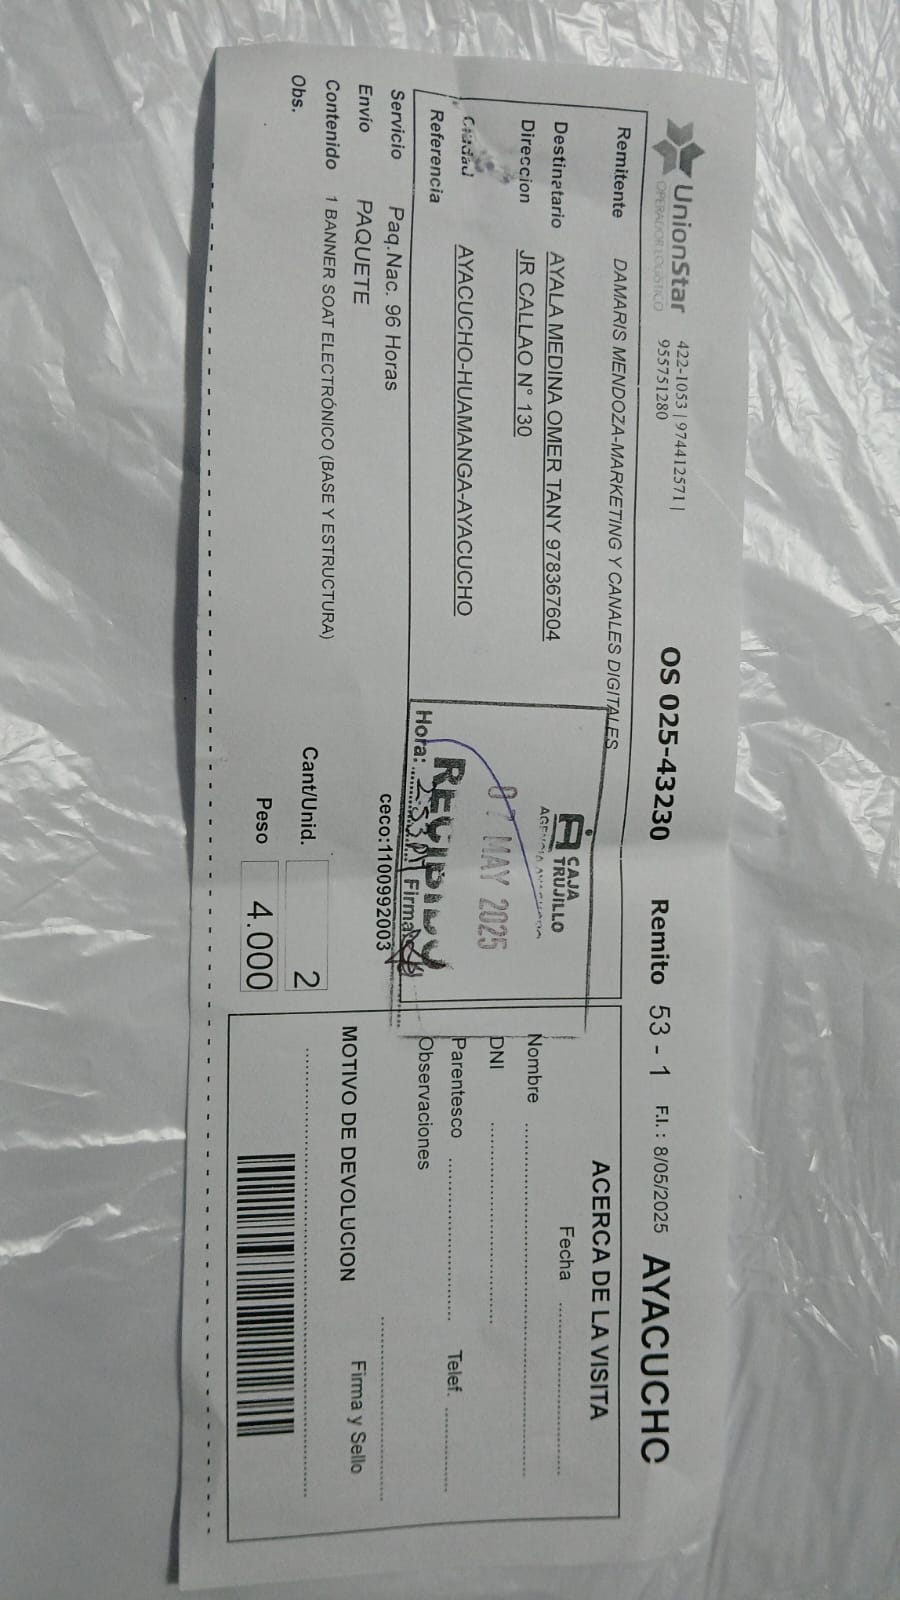 UnionStar
OPERADOR LOGÍSTICO
422-1053 | 974412571 |
955751280
OS 025-43230
Remito 53 - 1
F.I. : 8/05/2025
AYACUCHO
Remitente DAMARIS MENDOZA-MARKETING Y CANALES DIGITALES
Destinatario AYALA MEDINA OMER TANY 978367604
Direccion JR CALLAO N° 130
Ciudad AYACUCHO-HUAMANGA-AYACUCHO
Referencia
Servicio Paq.Nac. 96 Horas
Envio PAQUETE
Contenido 1 BANNER SOAT ELECTRÓNICO (BASE Y ESTRUCTURA)
Obs.
CAJA
TRUJILLO
AGENCIA
07 MAY 2025
RECIBIDO
Hora: Firma
ceco:1100992003
Cant/Unid. 2
Peso 4.000
ACERCA DE LA VISITA
Fecha
Nombre
DNI
Parentesco Telef.
Observaciones
MOTIVO DE DEVOLUCION
Firma y Sello